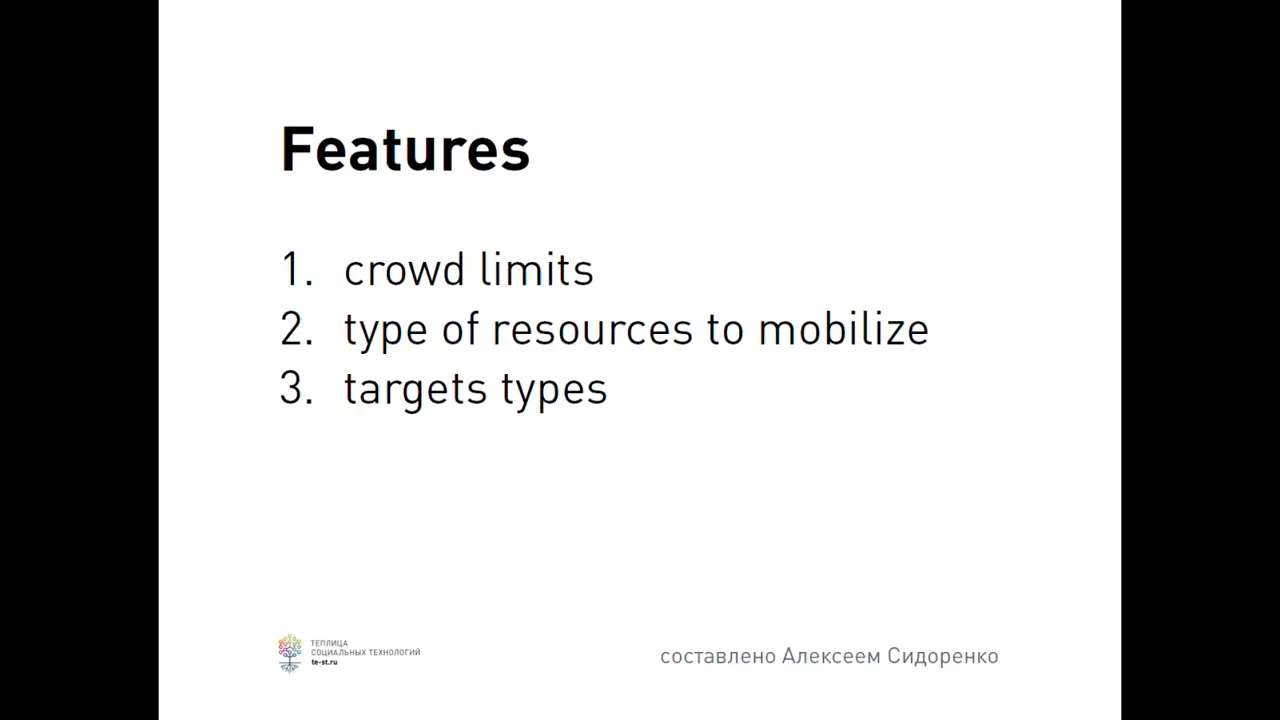 Features
1. crowd limits
2. type of resources to mobilize
3. targets types
ТЕПЛИЦА
СОЦИАЛЬНЫХ ТЕХНОЛОГИЙ
te-st.ru
составлено Алексеем Сидоренко